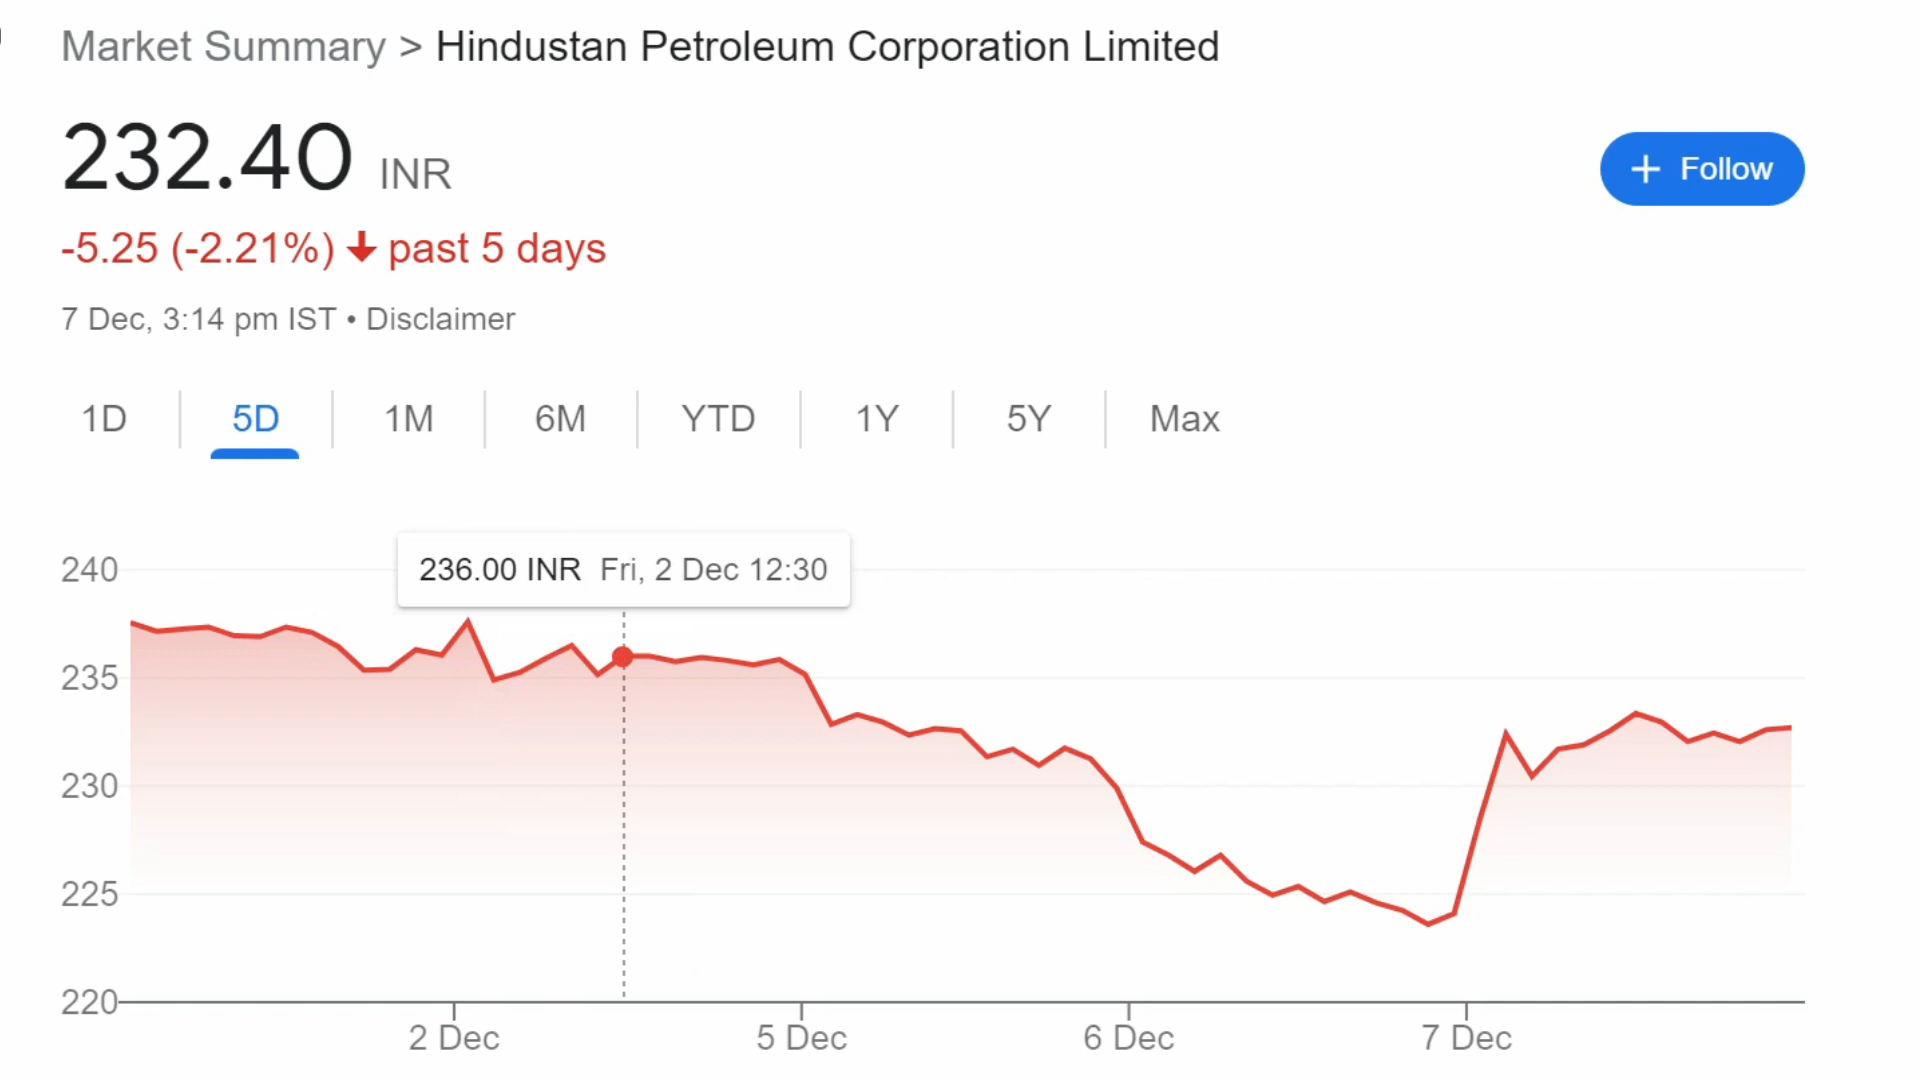 Market Summary > Hindustan Petroleum Corporation Limited
232.40 INR
+ Follow
-5.25 (-2.21%) ↓ past 5 days
7 Dec, 3:14 pm IST • Disclaimer
1D 5D 1M 6M YTD 1Y 5Y Max
236.00 INR Fri, 2 Dec 12:30
240
235
230
225
220
2 Dec 5 Dec 6 Dec 7 Dec